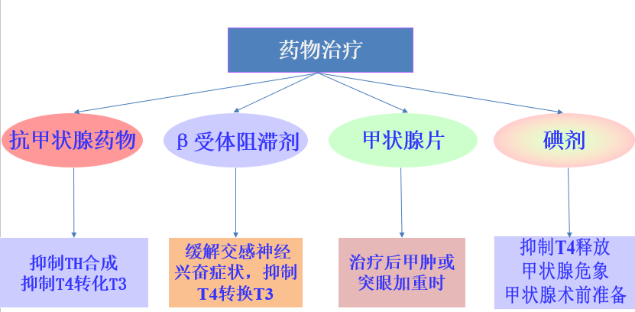 药物治疗
抗甲状腺药物
β受体阻滞剂
甲状腺片
碘剂
抑制TH合成
抑制T4转化T3
缓解交感神经
兴奋症状，抑制
T4转换T3
治疗后甲肿或
突眼加重时
抑制T4释放
甲状腺危象
甲状腺术前准备